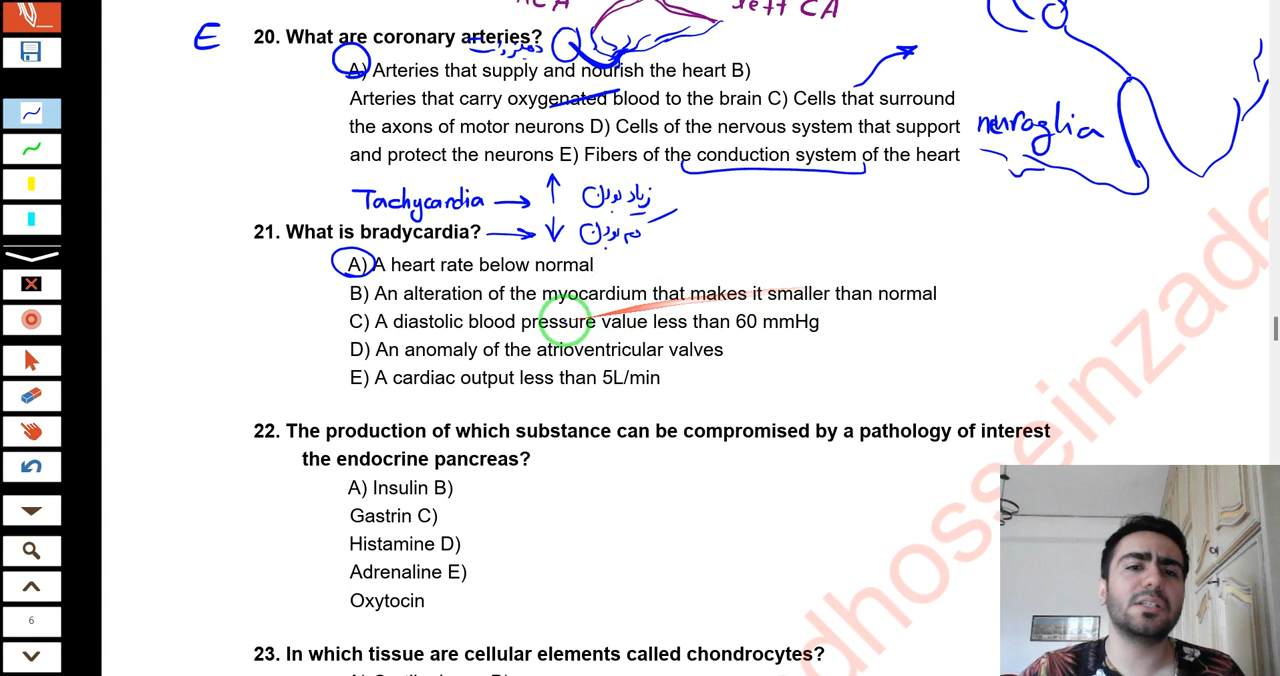 left CA
E
20. What are coronary arteries?
A) Arteries that supply and nourish the heart B)
Arteries that carry oxygenated blood to the brain C) Cells that surround
the axons of motor neurons D) Cells of the nervous system that support
neuroglia
and protect the neurons E) Fibers of the conduction system of the heart
Tachycardia → ↑ زیاد بودن
21. What is bradycardia? → ↓ کم بودن
A) A heart rate below normal
B) An alteration of the myocardium that makes it smaller than normal
C) A diastolic blood pressure value less than 60 mmHg
D) An anomaly of the atrioventricular valves
E) A cardiac output less than 5L/min
22. The production of which substance can be compromised by a pathology of interest
the endocrine pancreas?
A) Insulin B)
Gastrin C)
Histamine D)
Adrenaline E)
Oxytocin
23. In which tissue are cellular elements called chondrocytes?
6
dhosseinzade